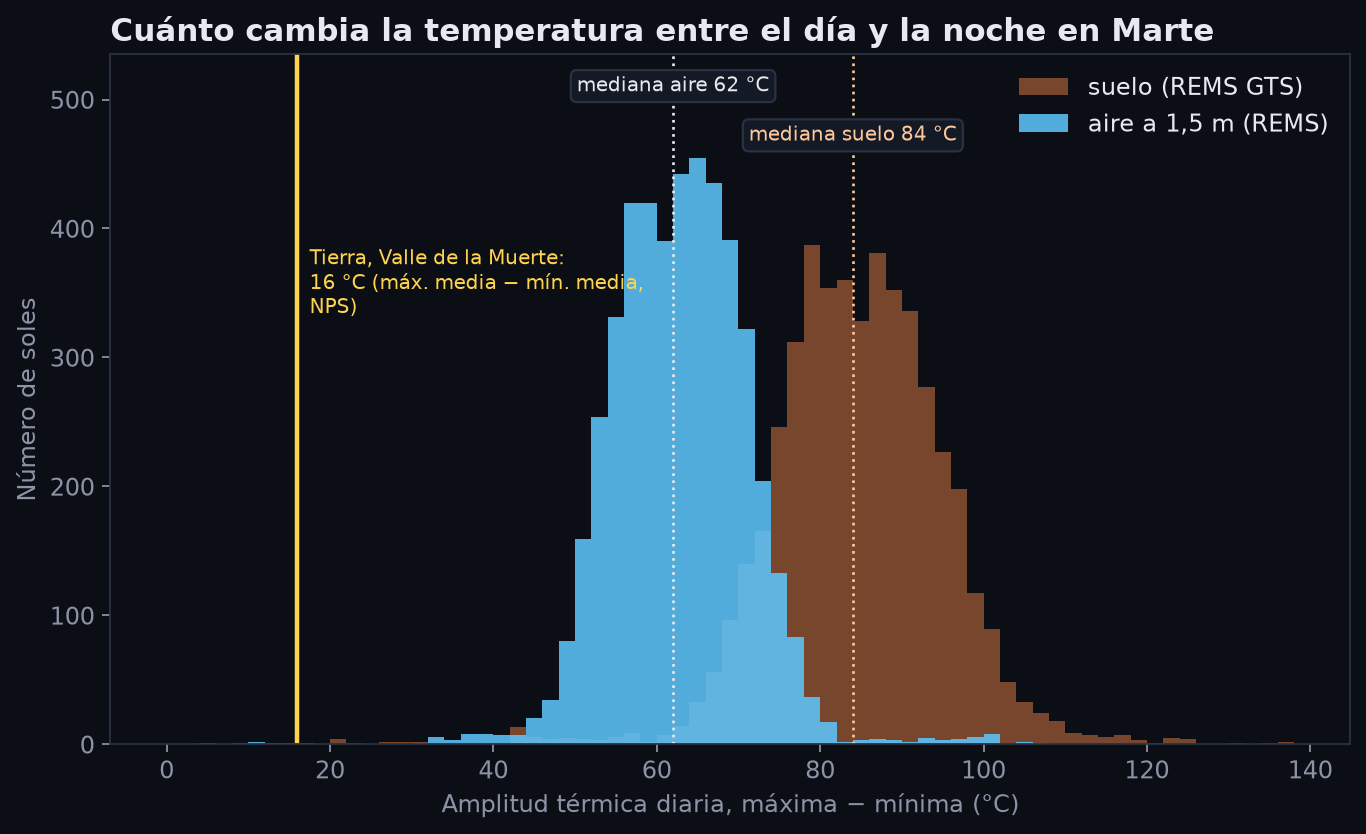 Cuánto cambia la temperatura entre el día y la noche en Marte
mediana aire 62 °C
mediana suelo 84 °C
suelo (REMS GTS)
aire a 1,5 m (REMS)
Tierra, Valle de la Muerte:
16 °C (máx. media − mín. media,
NPS)
Número de soles
500
400
300
200
100
0
0 20 40 60 80 100 120 140
Amplitud térmica diaria, máxima − mínima (°C)